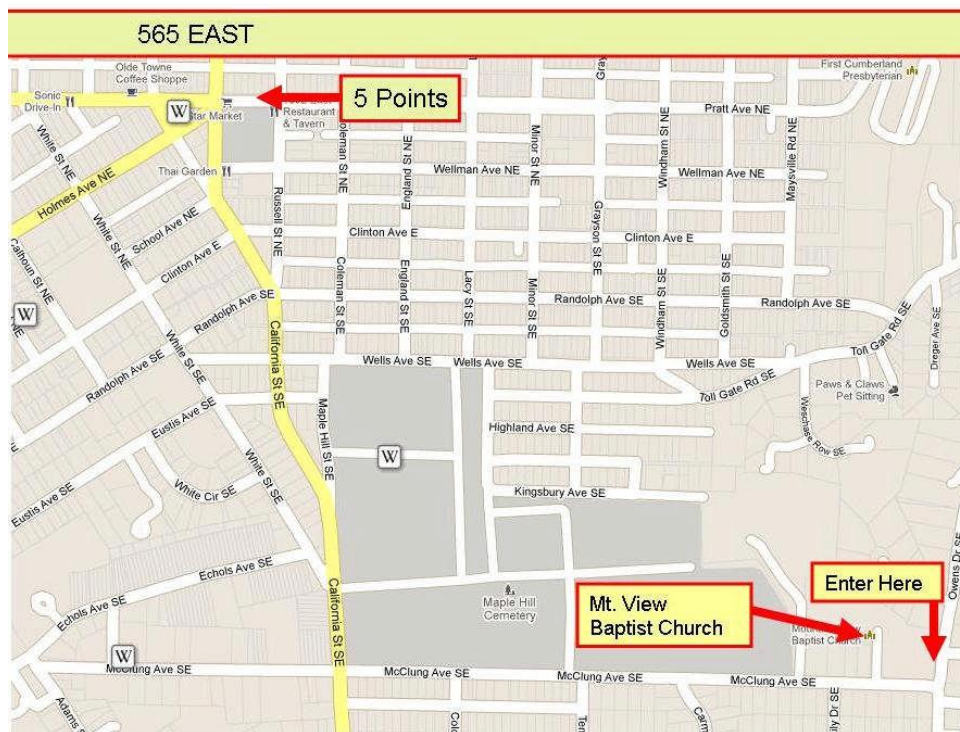 565 EAST
Olde Towne
Coffee Shoppe
First Cumberland
Presbyterian
Sonic
Drive-In
W
Star Market
5 Points
Restaurant
& Tavern
Pratt Ave NE
Thai Garden
Wellman Ave NE
Wellman Ave NE
Holmes Ave NE
White St NE
White St NE
School Ave NE
Clinton Ave E
Clinton Ave E
Clinton Ave E
Calhoun St NE
Russell St NE
Coleman St NE
England St NE
Minor St NE
Windham St NE
Maysville Rd NE
Grayson St SE
Coleman St SE
England St SE
Lacy St SE
Minor St SE
Windham St SE
Goldsmith St SE
W
Randolph Ave SE
Randolph Ave SE
Randolph Ave SE
Randolph Ave SE
California St SE
White St SE
Wells Ave SE
Wells Ave SE
Wells Ave SE
Toll Gate Rd SE
Toll Gate Rd SE
Dreger Ave SE
Paws & Claws
Pet Sitting
Weschase Row SE
Eustis Ave SE
Eustis Ave SE
Maple Hill St SE
Highland Ave SE
W
White St SE
White Cir SE
Kingsbury Ave SE
Owens Dr SE
Echols Ave SE
Echols Ave SE
California St SE
Maple Hill
Cemetery
Mt. View
Baptist Church
Enter Here
Baptist Church
W
McClung Ave SE
McClung Ave SE
McClung Ave SE
McClung Ave SE
Adams